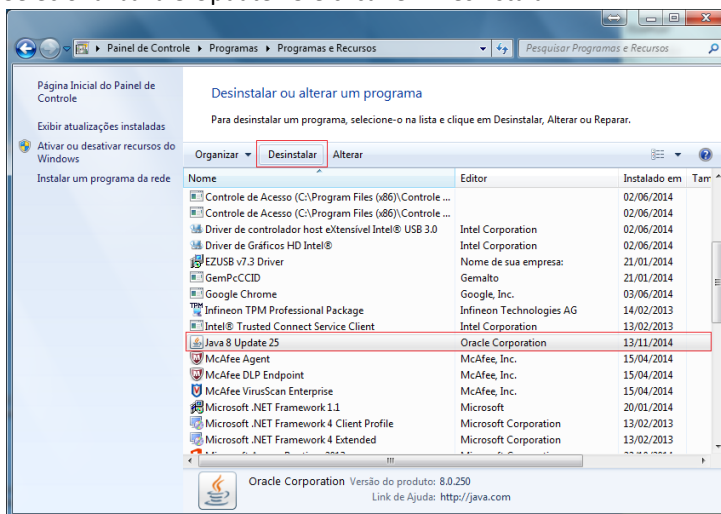 Painel de Controle ▸ Programas ▸ Programas e Recursos
Pesquisar Programas e Recursos
Página Inicial do Painel de Controle
Exibir atualizações instaladas
Ativar ou desativar recursos do Windows
Instalar um programa da rede
Desinstalar ou alterar um programa
Para desinstalar um programa, selecione-o na lista e clique em Desinstalar, Alterar ou Reparar.
Organizar Desinstalar Alterar
Nome Editor Instalado em Tam
Controle de Acesso (C:\Program Files (x86)\Controle ... 02/06/2014
Controle de Acesso (C:\Program Files (x86)\Controle ... 02/06/2014
Driver de controlador host eXtensível Intel® USB 3.0 Intel Corporation 02/06/2014
Driver de Gráficos HD Intel® Intel Corporation 02/06/2014
EZUSB v7.3 Driver Nome de sua empresa: 21/01/2014
GemPcCCID Gemalto 21/01/2014
Google Chrome Google, Inc. 03/06/2014
Infineon TPM Professional Package Infineon Technologies AG 14/02/2013
Intel® Trusted Connect Service Client Intel Corporation 13/02/2013
Java 8 Update 25 Oracle Corporation 13/11/2014
McAfee Agent McAfee, Inc. 15/04/2014
McAfee DLP Endpoint McAfee, Inc. 15/04/2014
McAfee VirusScan Enterprise McAfee, Inc. 15/04/2014
Microsoft .NET Framework 1.1 Microsoft 20/01/2014
Microsoft .NET Framework 4 Client Profile Microsoft Corporation 13/02/2013
Microsoft .NET Framework 4 Extended Microsoft Corporation 13/02/2013
Oracle Corporation Versão do produto: 8.0.250
Link de Ajuda: http://java.com